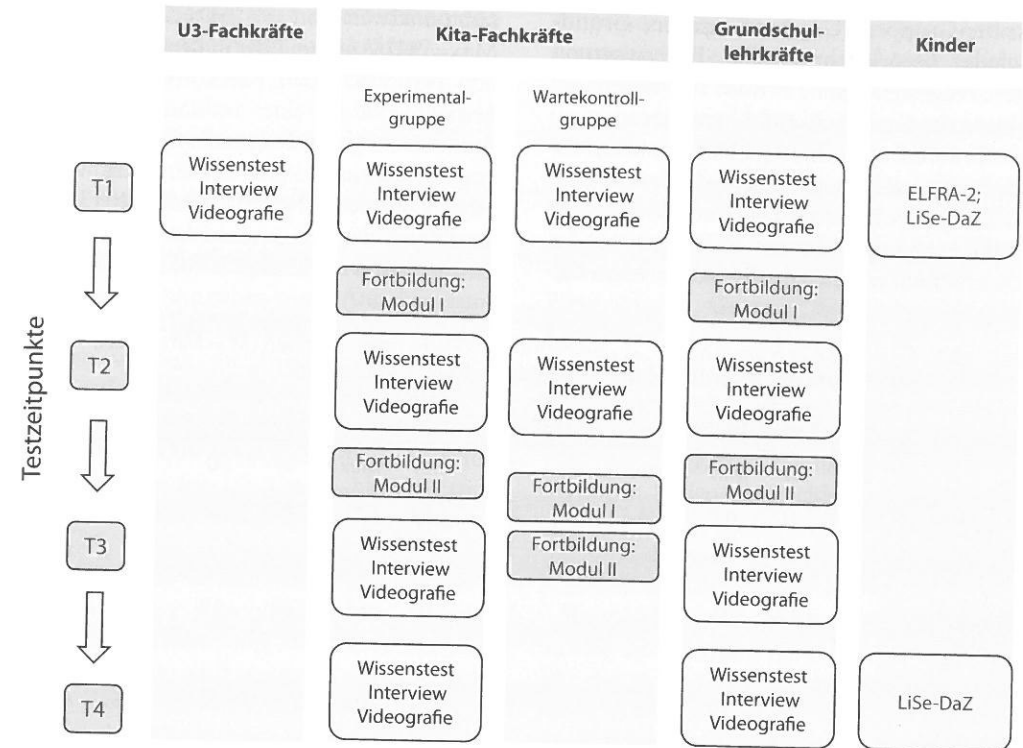 U3-Fachkräfte
Kita-Fachkräfte
Grundschul-
lehrkräfte
Kinder
Experimental-
gruppe
Wartekontroll-
gruppe
Testzeitpunkte
T1
Wissenstest
Interview
Videografie
Wissenstest
Interview
Videografie
Wissenstest
Interview
Videografie
Wissenstest
Interview
Videografie
ELFRA-2;
LiSe-DaZ
Fortbildung:
Modul I
Fortbildung:
Modul I
T2
Wissenstest
Interview
Videografie
Wissenstest
Interview
Videografie
Wissenstest
Interview
Videografie
Fortbildung:
Modul II
Fortbildung:
Modul I
Fortbildung:
Modul II
T3
Wissenstest
Interview
Videografie
Fortbildung:
Modul II
Wissenstest
Interview
Videografie
T4
Wissenstest
Interview
Videografie
Wissenstest
Interview
Videografie
LiSe-DaZ